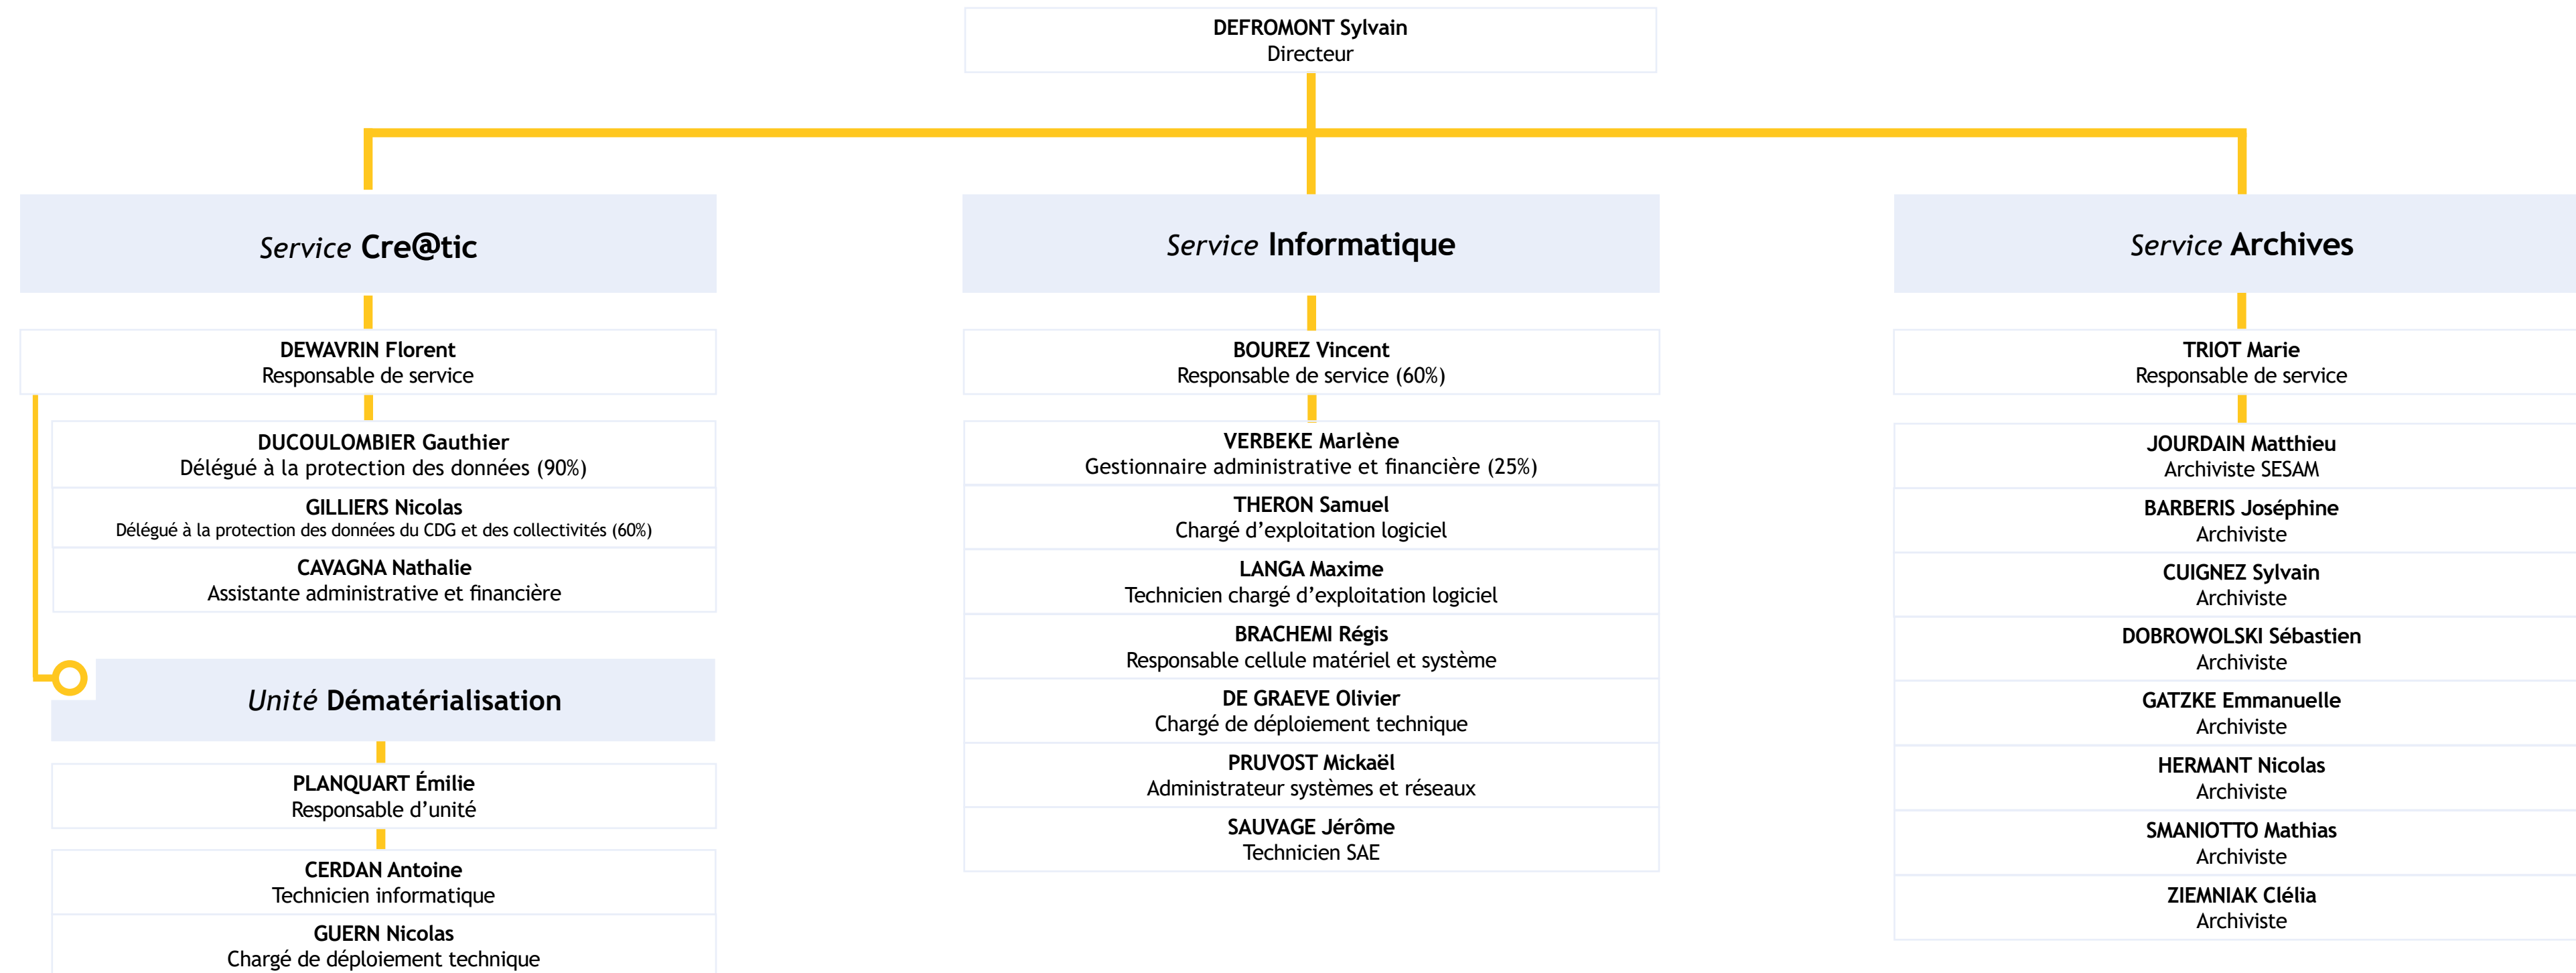 DEFROMONT Sylvain
Directeur
Service Cre@tic
DEWAVRIN Florent
Responsable de service
DUCOULOMBIER Gauthier
Délégué à la protection des données (90%)
GILLIERS Nicolas
Délégué à la protection des données du CDG et des collectivités (60%)
CAVAGNA Nathalie
Assistante administrative et financière
Unité Dématérialisation
PLANQUART Émilie
Responsable d’unité
CERDAN Antoine
Technicien informatique
GUERN Nicolas
Chargé de déploiement technique
Service Informatique
BOUREZ Vincent
Responsable de service (60%)
VERBEKE Marlène
Gestionnaire administrative et financière (25%)
THERON Samuel
Chargé d’exploitation logiciel
LANGA Maxime
Technicien chargé d’exploitation logiciel
BRACHEMI Régis
Responsable cellule matériel et système
DE GRAEVE Olivier
Chargé de déploiement technique
PRUVOST Mickaël
Administrateur systèmes et réseaux
SAUVAGE Jérôme
Technicien SAE
Service Archives
TRIOT Marie
Responsable de service
JOURDAIN Matthieu
Archiviste SESAM
BARBERIS Joséphine
Archiviste
CUIGNEZ Sylvain
Archiviste
DOBROWOLSKI Sébastien
Archiviste
GATZKE Emmanuelle
Archiviste
HERMANT Nicolas
Archiviste
SMANIOTTO Mathias
Archiviste
ZIEMNIAK Clélia
Archiviste